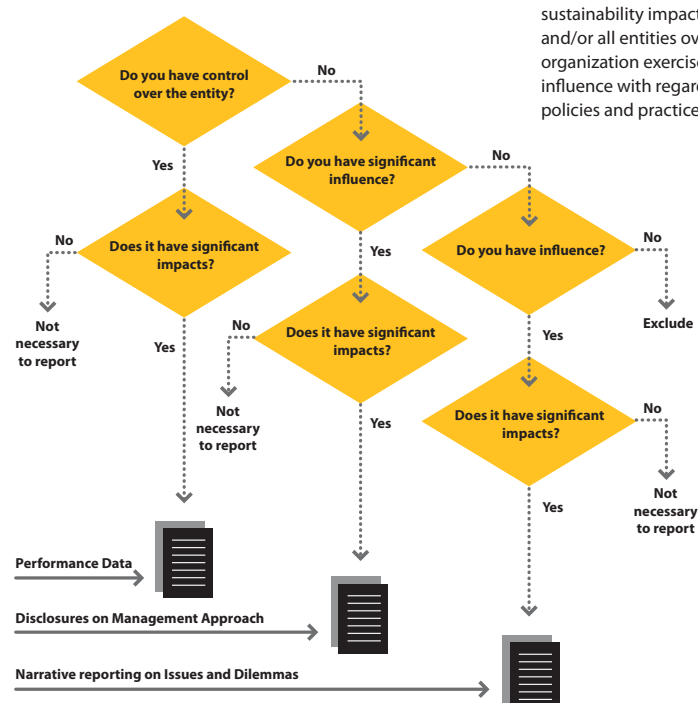 sustainability impact
and/or all entities ov
organization exercise
influence with regard
policies and practice
Do you have control
over the entity?
No
Yes
Do you have significant
influence?
No
Yes
Does it have significant
impacts?
No
Not
necessary
to report
Yes
Do you have influence?
No
Exclude
Yes
Does it have significant
impacts?
No
Not
necessary
to report
Yes
Does it have significant
impacts?
No
Not
necessary
to report
Yes
Performance Data
Disclosures on Management Approach
Narrative reporting on Issues and Dilemmas